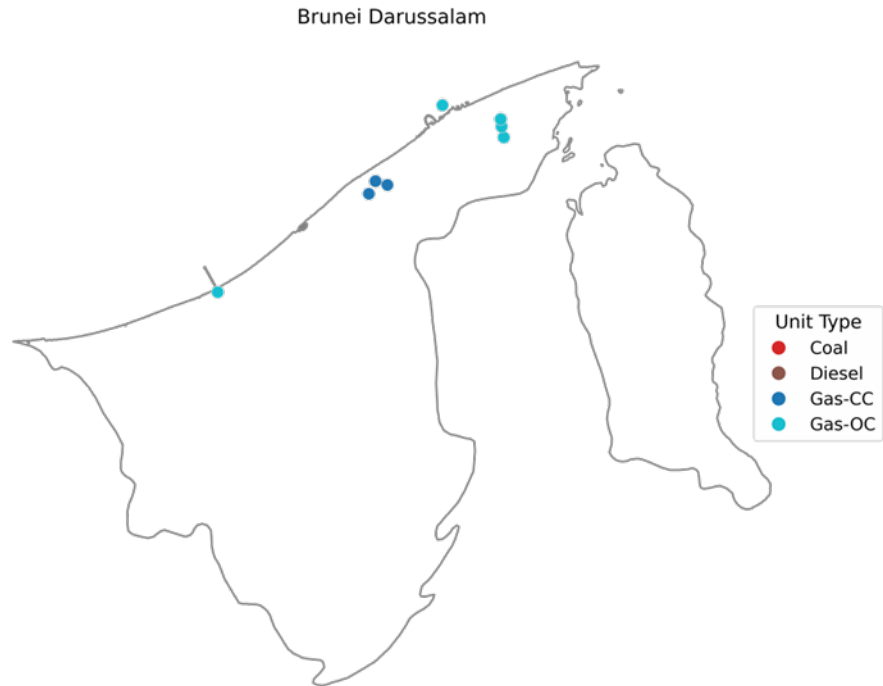 Brunei Darussalam
Unit Type
Coal
Diesel
Gas-CC
Gas-OC